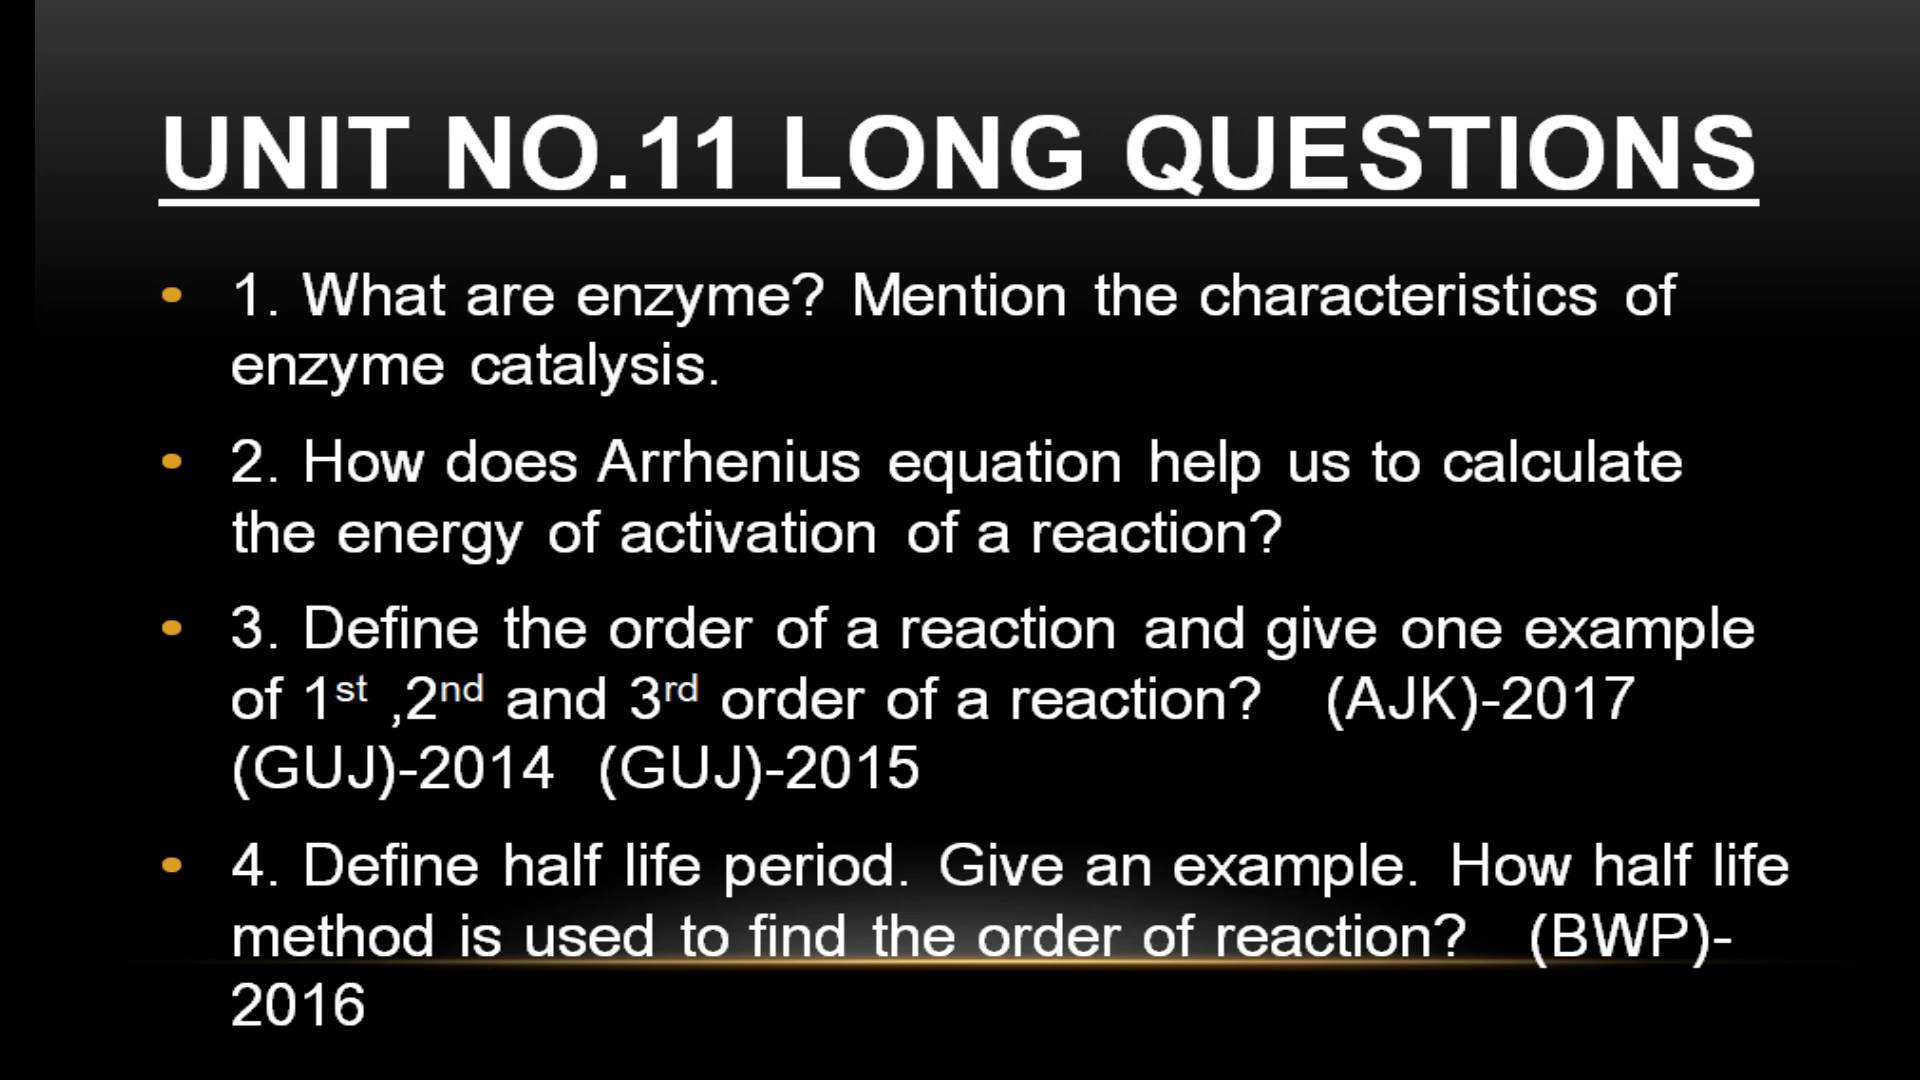 UNIT NO.11 LONG QUESTIONS
• 1. What are enzyme? Mention the characteristics of
enzyme catalysis.
• 2. How does Arrhenius equation help us to calculate
the energy of activation of a reaction?
• 3. Define the order of a reaction and give one example
of 1st ,2nd and 3rd order of a reaction? (AJK)-2017
(GUJ)-2014 (GUJ)-2015
• 4. Define half life period. Give an example. How half life
method is used to find the order of reaction? (BWP)-
2016